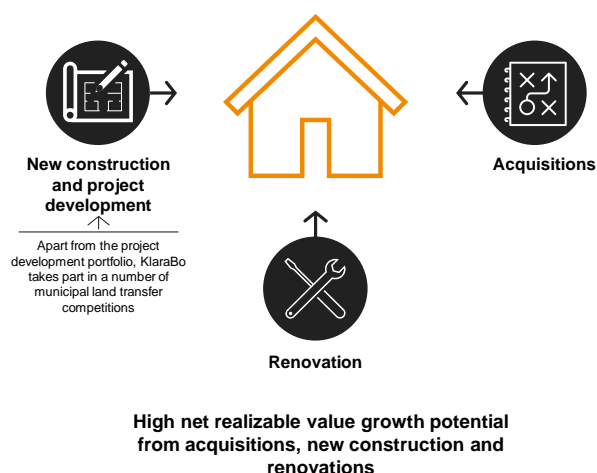 New construction
and project
development
Apart from the project
development portfolio, KlaraBo
takes part in a number of
municipal land transfer
competitions
Acquisitions
Renovation
High net realizable value growth potential
from acquisitions, new construction and
renovations